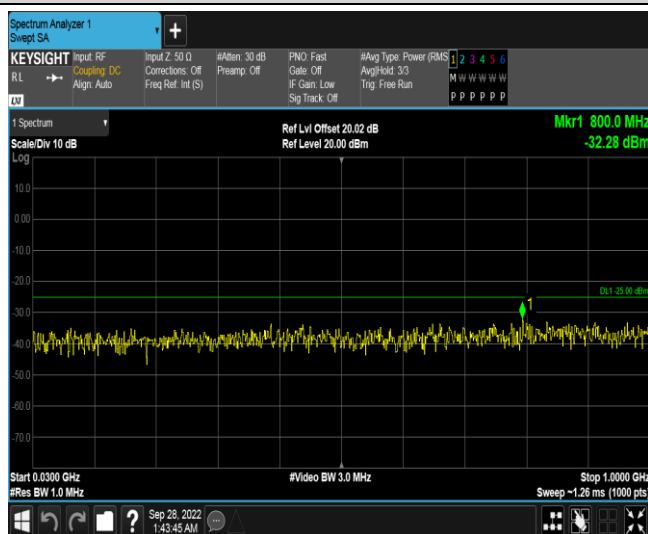 Spectrum Analyzer 1
Swept SA
+
KEYSIGHT
RL
LXI
Input: RF
Coupling: DC
Align: Auto
Input Z: 50 Ω
Corrections: Off
Freq Ref: Int (S)
#Atten: 30 dB
Preamp: Off
PNO: Fast
Gate: Off
IF Gain: Low
Sig Track: Off
#Avg Type: Power (RMS
Avg|Hold: 3/3
Trig: Free Run
1 2 3 4 5 6
M W W W W W
P P P P P P
1 Spectrum
Scale/Div 10 dB
Log
Ref Lvl Offset 20.02 dB
Ref Level 20.00 dBm
Mkr1 800.0 MHz
-32.28 dBm
10.0
0.00
-10.0
-20.0
-30.0
-40.0
-50.0
-60.0
-70.0
DL1 -25.00 dBm
1
Start 0.0300 GHz
#Res BW 1.0 MHz
#Video BW 3.0 MHz
Stop 1.0000 GHz
Sweep ~1.26 ms (1000 pts)
?
Sep 28, 2022
1:43:45 AM